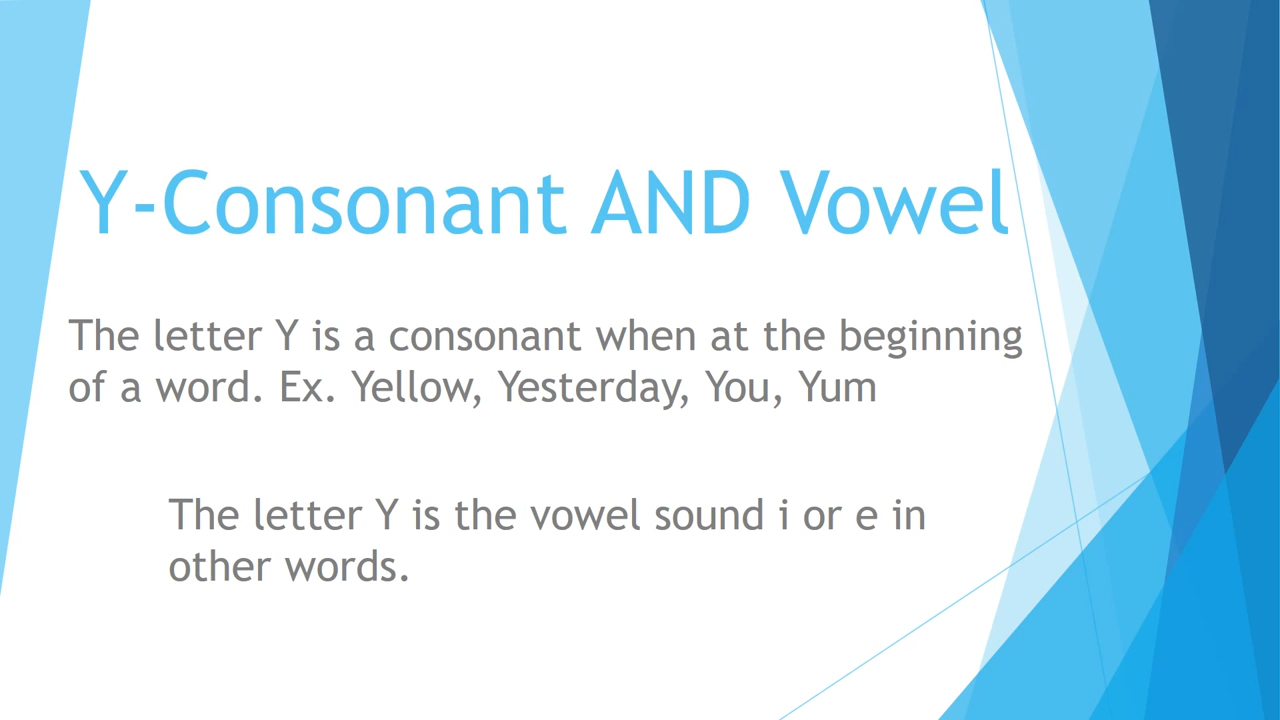 Y-Consonant AND Vowel
The letter Y is a consonant when at the beginning
of a word. Ex. Yellow, Yesterday, You, Yum
The letter Y is the vowel sound i or e in
other words.